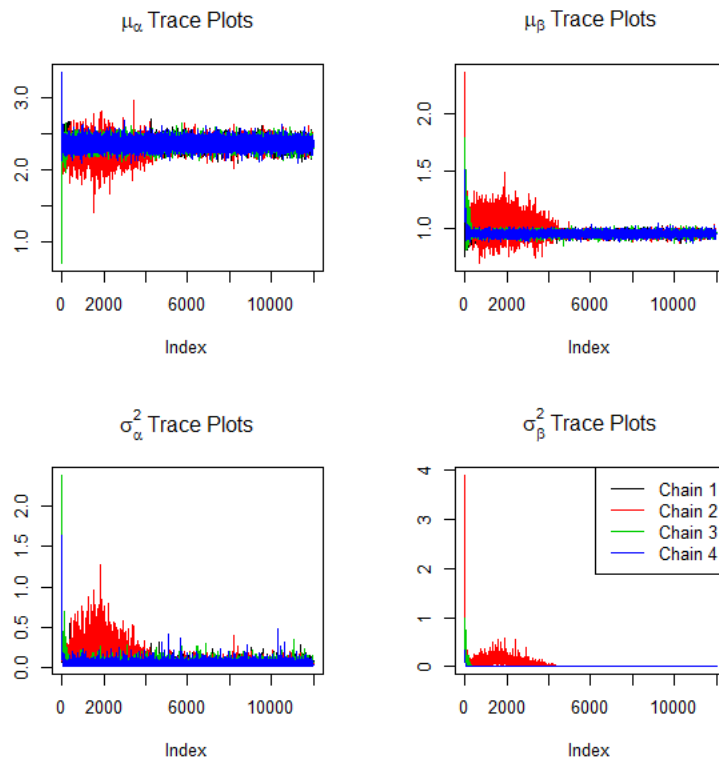 μα Trace Plots
3.0
2.0
1.0
0 2000 6000 10000
Index
μβ Trace Plots
2.0
1.5
1.0
0 2000 6000 10000
Index
σ²α Trace Plots
2.0
1.5
1.0
0.5
0.0
0 2000 6000 10000
Index
σ²β Trace Plots
4
3
2
1
0
Chain 1
Chain 2
Chain 3
Chain 4
0 2000 6000 10000
Index